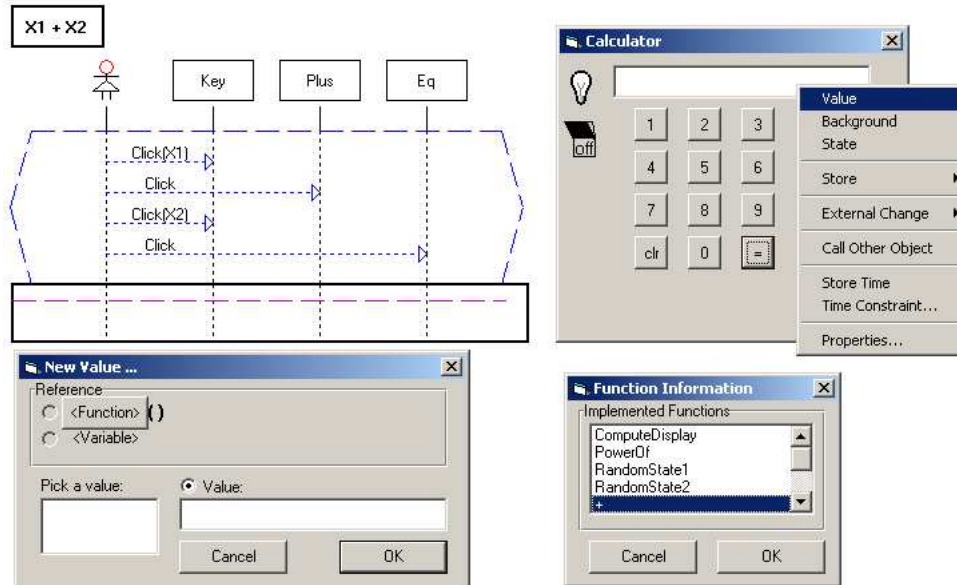 X1 + X2
Key
Plus
Eq
Click(X1)
Click
Click(X2)
Click
Calculator
off
1 2 3
4 5 6
7 8 9
clr 0 =
Value
Background
State
Store
External Change
Call Other Object
Store Time
Time Constraint...
Properties...
New Value ...
Reference
<Function> ( )
<Variable>
Pick a value:
Value:
Cancel
OK
Function Information
Implemented Functions
ComputeDisplay
PowerOf
RandomState1
RandomState2
+
Cancel
OK